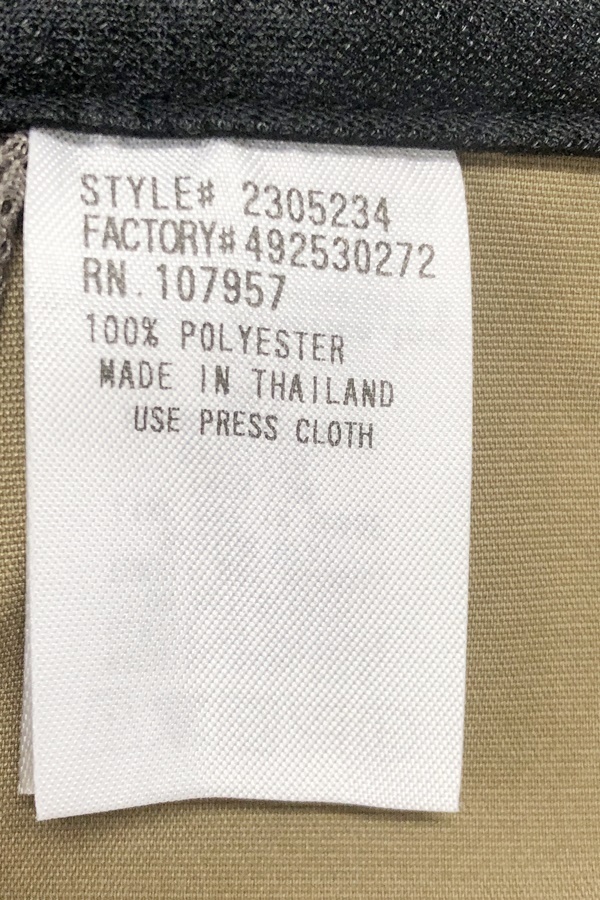 STYLE# 2305234
FACTORY# 492530272
RN. 107957
100% POLYESTER
MADE IN THAILAND
USE PRESS CLOTH